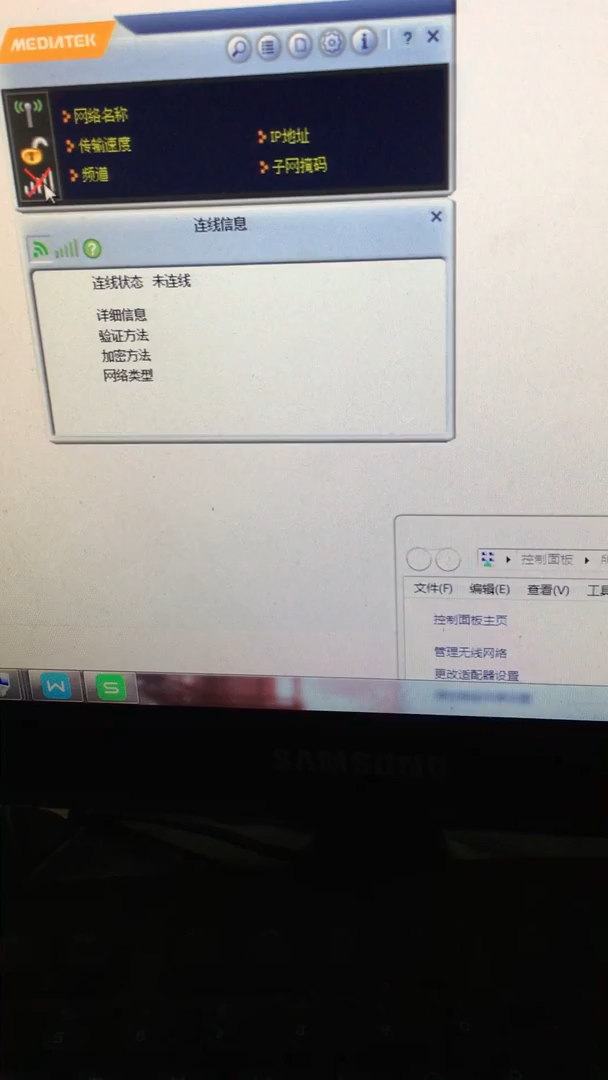 MEDIATEK
网络名称
传输速度
IP地址
频道
子网掩码
连线信息
连线状态 未连线
详细信息
验证方法
加密方法
网络类型
控制面板
文件(F) 编辑(E) 查看(V) 工具
控制面板主页
管理无线网络
更改适配器设置
SAMSUNG